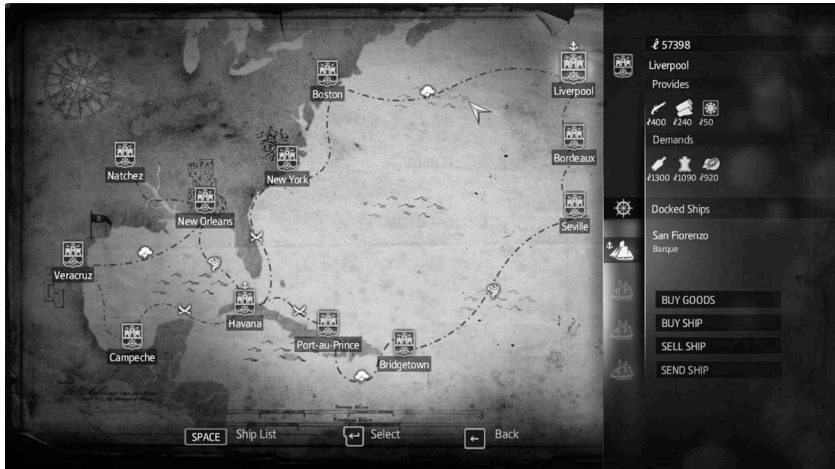 57398
Liverpool
Provides
400 240 50
Demands
1300 1090 920
Docked Ships
San Fiorenzo
Barque
BUY GOODS
BUY SHIP
SELL SHIP
SEND SHIP
Boston
Liverpool
Bordeaux
Natchez
New York
New Orleans
Seville
Veracruz
Havana
Port-au-Prince
Campeche
Bridgetown
SPACE Ship List
Select
Back